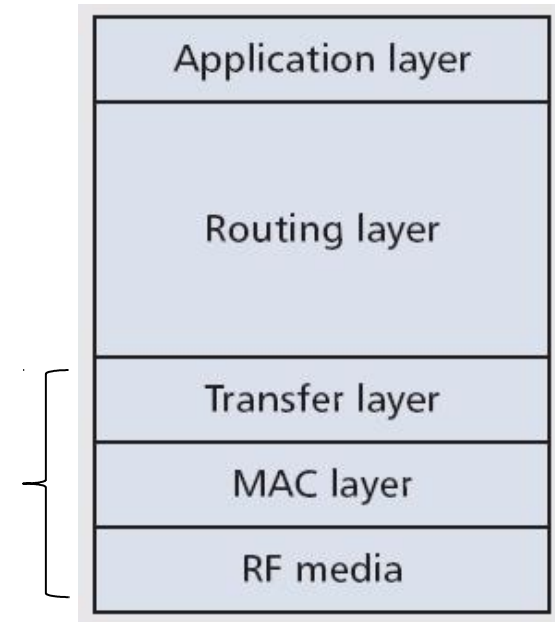 Application layer
Routing layer
Transfer layer
MAC layer
RF media